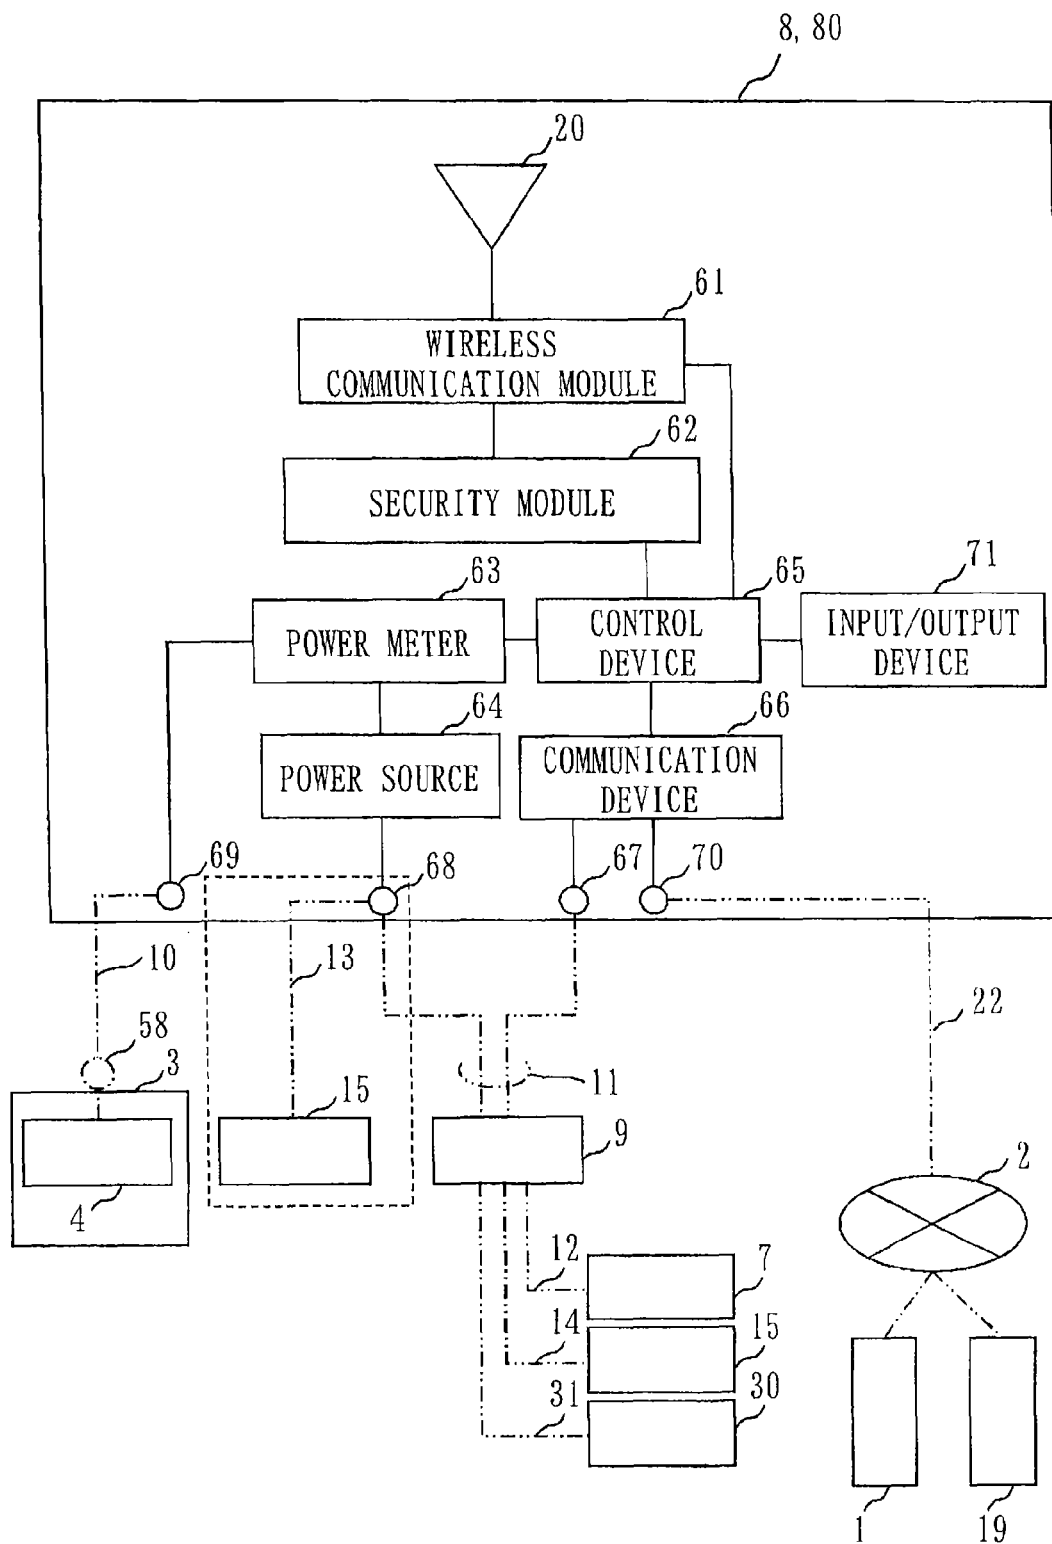 8, 80
20
61
WIRELESS
COMMUNICATION MODULE
62
SECURITY MODULE
63
65
71
POWER METER
CONTROL
DEVICE
INPUT/OUTPUT
DEVICE
64
66
POWER SOURCE
COMMUNICATION
DEVICE
69
68
67
70
10
13
22
58
3
15
11
9
4
2
12
7
14
15
31
30
1
19